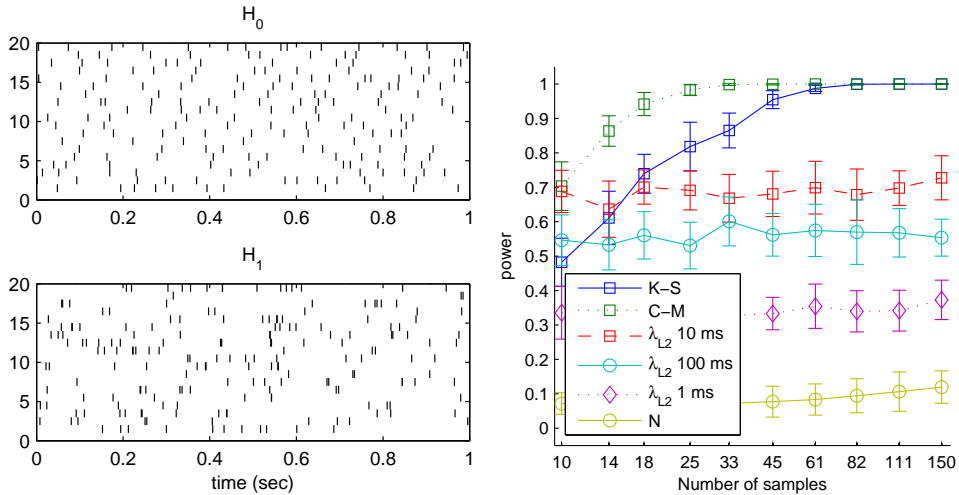 H0
20
15
10
5
0
0 0.2 0.4 0.6 0.8 1
H1
20
15
10
5
0
0 0.2 0.4 0.6 0.8 1
time (sec)
1
0.9
0.8
0.7
0.6
0.5
0.4
0.3
0.2
0.1
0
power
K−S
C−M
λL2 10 ms
λL2 100 ms
λL2 1 ms
N
10 14 18 25 33 45 61 82 111 150
Number of samples